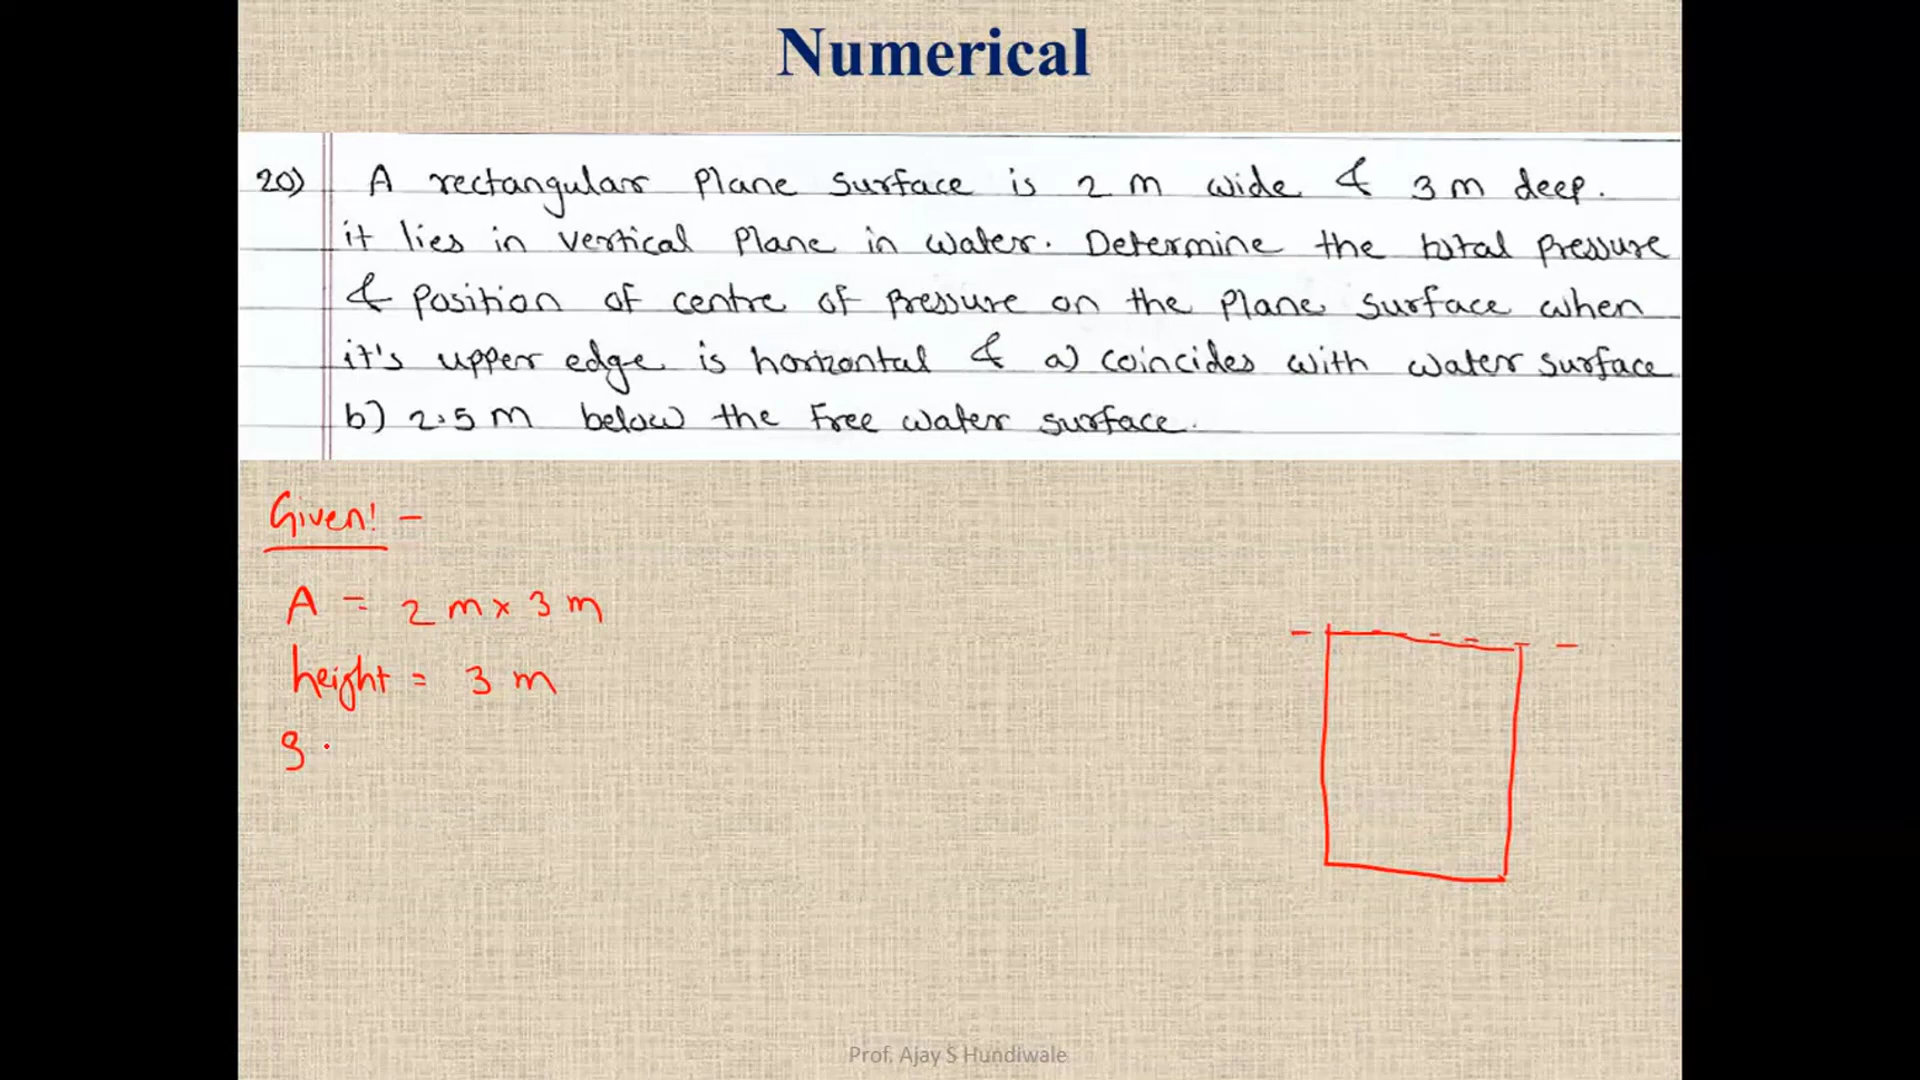 Numerical
20) A rectangular plane surface is 2 m wide & 3 m deep.
it lies in vertical plane in water. Determine the total pressure
& position of centre of pressure on the plane surface when
it's upper edge is horizontal & a) coincides with water surface
b) 2.5 m below the free water surface.
Given! -
A = 2 m x 3 m
height = 3 m
Prof. Ajay S Hundiwale